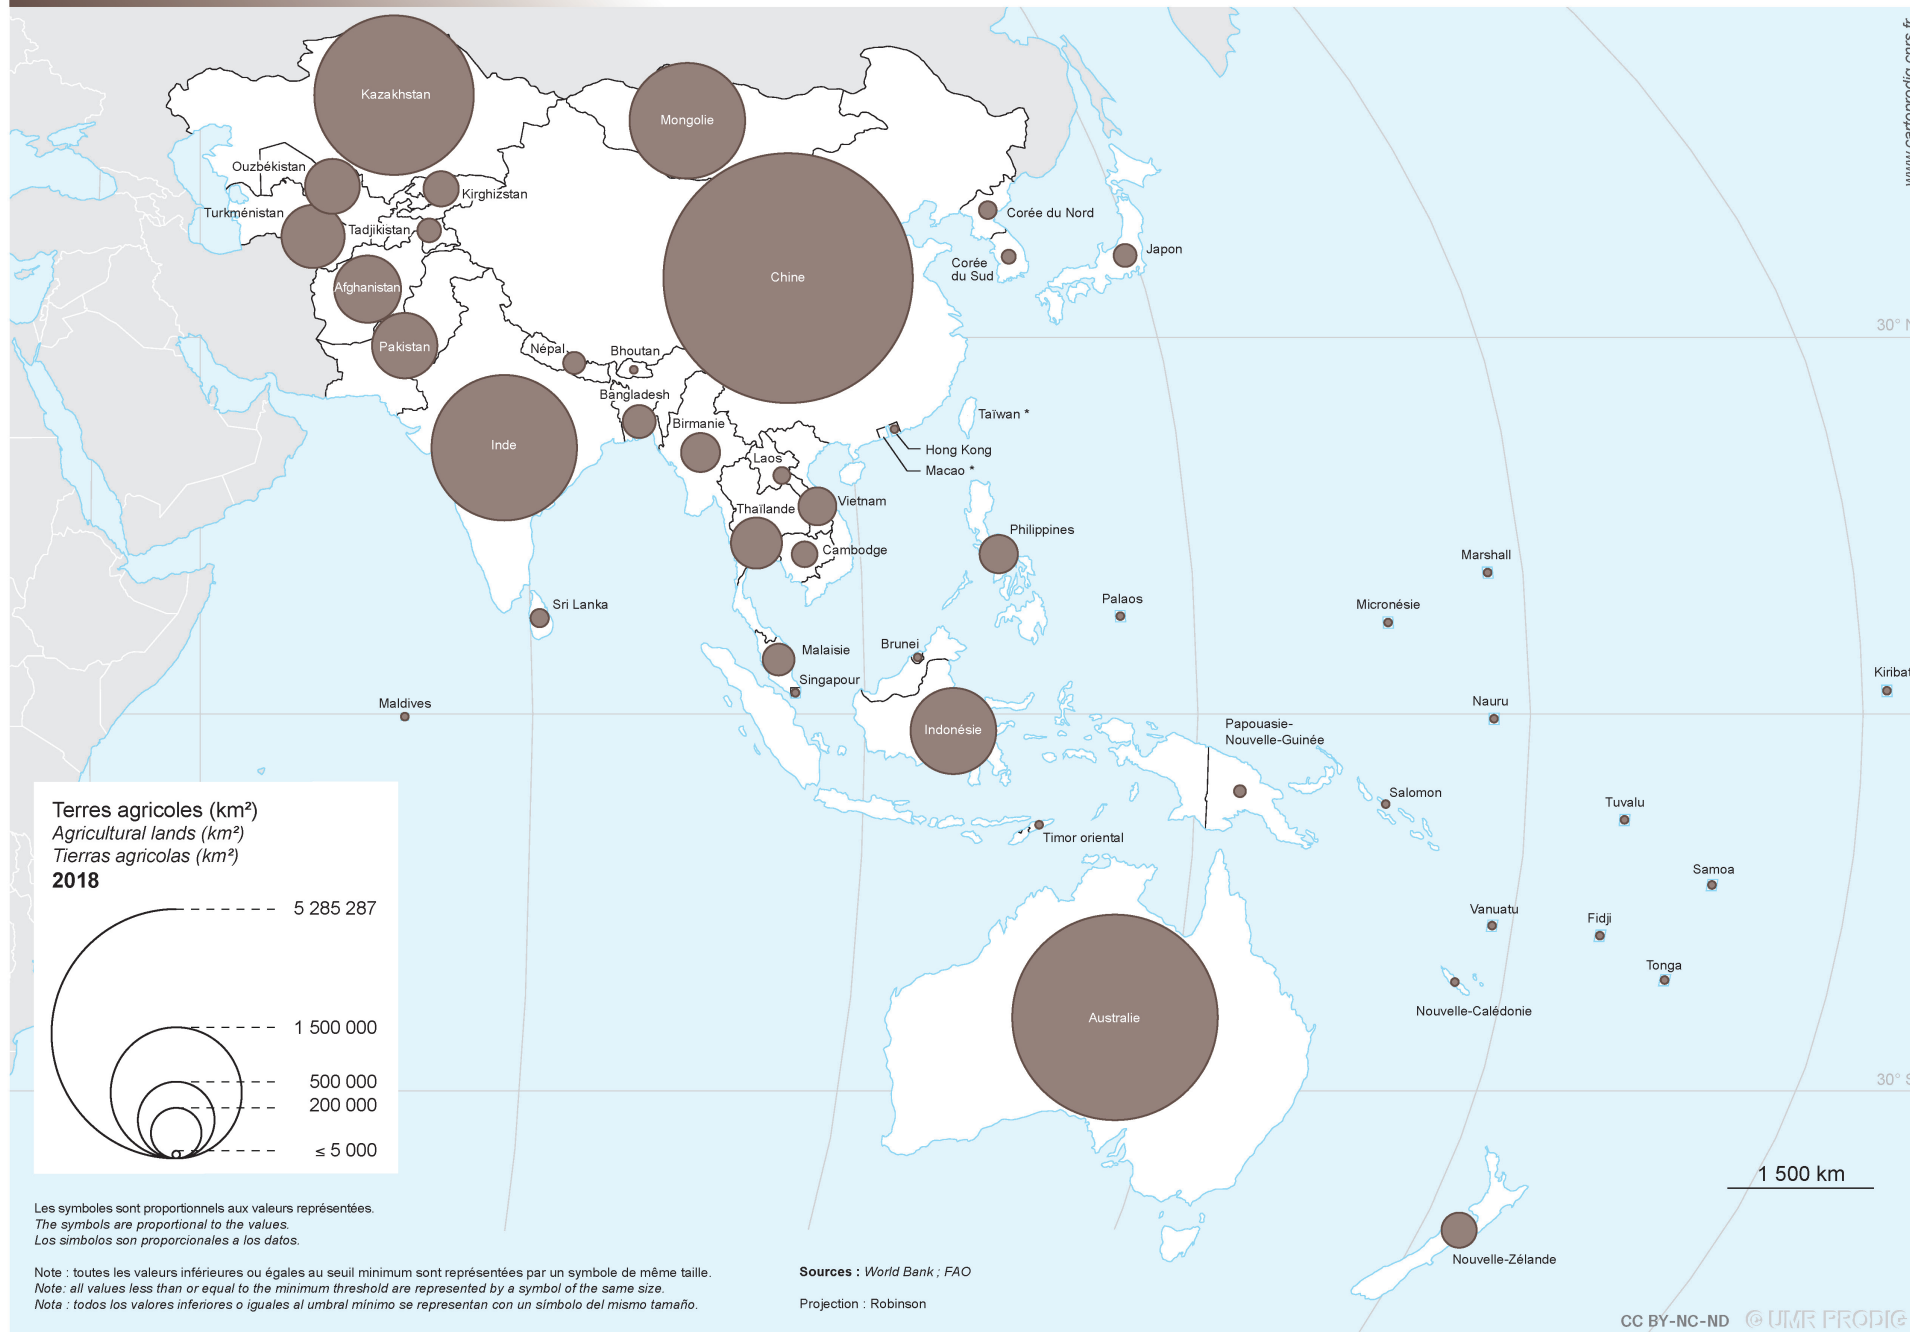 Kazakhstan
Mongolie
Ouzbékistan
Kirghizstan
Turkménistan
Tadjikistan
Corée du Nord
Japon
Corée
du Sud
Chine
Afghanistan
Pakistan
Népal
Bhoutan
Bangladesh
Birmanie
Inde
Taïwan *
Hong Kong
Macao *
Laos
Vietnam
Thaïlande
Cambodge
Philippines
Sri Lanka
Malaisie
Singapour
Brunei
Indonésie
Maldives
Palaos
Marshall
Micronésie
Kiribat
Nauru
Papouasie-
Nouvelle-Guinée
Salomon
Tuvalu
Timor oriental
Samoa
Vanuatu
Fidji
Tonga
Nouvelle-Calédonie
Australie
Nouvelle-Zélande
30° N
30° S
www.cartoprodig.cnrs.fr
Terres agricoles (km²)
Agricultural lands (km²)
Tierras agricolas (km²)
2018
5 285 287
1 500 000
500 000
200 000
≤ 5 000
1 500 km
Les symboles sont proportionnels aux valeurs représentées.
The symbols are proportional to the values.
Los simbolos son proporcionales a los datos.
Note : toutes les valeurs inférieures ou égales au seuil minimum sont représentées par un symbole de même taille.
Note: all values less than or equal to the minimum threshold are represented by a symbol of the same size.
Nota : todos los valores inferiores o iguales al umbral mínimo se representan con un símbolo del mismo tamaño.
Sources : World Bank ; FAO
Projection : Robinson
CC BY-NC-ND © UMR PRODIG